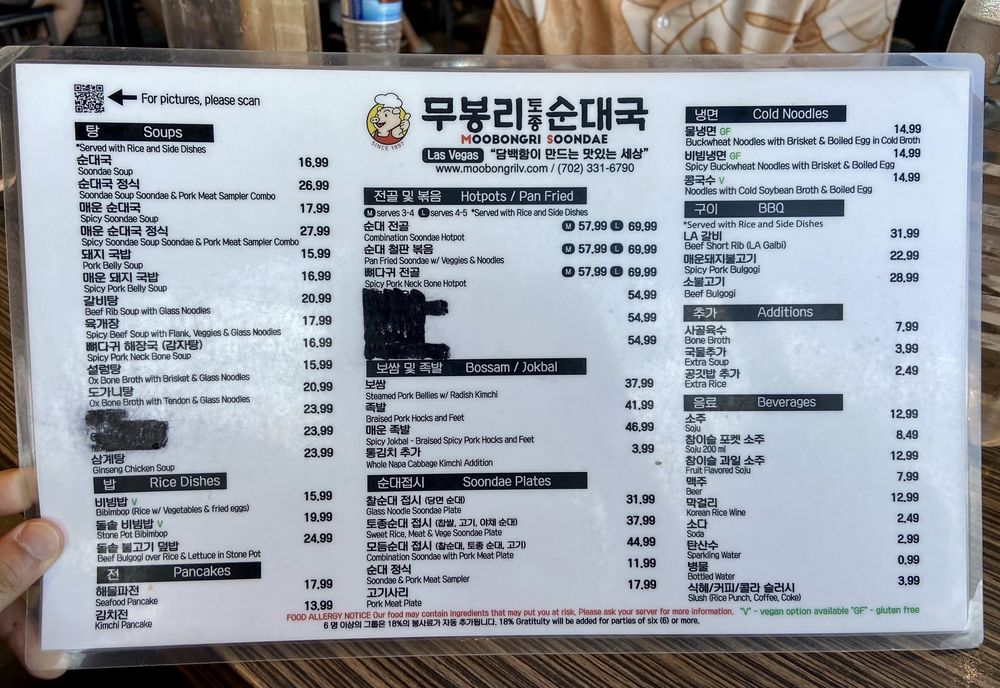 For pictures, please scan
탕 Soups
*Served with Rice and Side Dishes
순대국 16.99
Soondae Soup
순대국 정식 26.99
Soondae Soup Soondae & Pork Meat Sampler Combo
매운 순대국 17.99
Spicy Soondae Soup
매운 순대국 정식 27.99
Spicy Soondae Soup Soondae & Pork Meat Sampler Combo
돼지 국밥 15.99
Pork Belly Soup
매운 돼지 국밥 16.99
Spicy Pork Belly Soup
갈비탕 20.99
Beef Rib Soup with Glass Noodles
육개장 17.99
Spicy Beef Soup with Flank, Veggies & Glass Noodles
뼈다귀 해장국 (감자탕) 16.99
Spicy Pork Neck Bone Soup
설렁탕 15.99
Ox Bone Broth with Brisket & Glass Noodles
도가니탕 20.99
Ox Bone Broth with Tendon & Glass Noodles
23.99
23.99
삼계탕 23.99
Ginseng Chicken Soup
밥 Rice Dishes
비빔밥 V 15.99
Bibimbop (Rice w/ Vegetables & fried eggs)
돌솥 비빔밥 V 19.99
Stone Pot Bibimbop
돌솥 불고기 덮밥 24.99
Beef Bulgogi over Rice & Lettuce in Stone Pot
전 Pancakes
해물파전 17.99
Seafood Pancake
김치전 13.99
Kimchi Pancake
SINCE 1997
무봉리토종순대국
MOOBONGRI SOONDAE
Las Vegas "담백함이 만드는 맛있는 세상"
www.moobongrilv.com / (702) 331-6790
전골 및 볶음 Hotpots / Pan Fried
M serves 3-4 L serves 4-5 *Served with Rice and Side Dishes
순대 전골 M 57.99 L 69.99
Combination Soondae Hotpot
순대 철판 볶음 M 57.99 L 69.99
Pan Fried Soondae w/ Veggies & Noodles
뼈다귀 전골 M 57.99 L 69.99
Spicy Pork Neck Bone Hotpot
54.99
54.99
54.99
보쌈 및 족발 Bossam / Jokbal
보쌈 37.99
Steamed Pork Bellies w/ Radish Kimchi
족발 41.99
Braised Pork Hocks and Feet
매운 족발 46.99
Spicy Jokbal - Braised Spicy Pork Hocks and Feet
통김치 추가 3.99
Whole Napa Cabbage Kimchi Addition
순대접시 Soondae Plates
찰순대 접시 (당면 순대) 31.99
Glass Noodle Soondae Plate
토종순대 접시 (찹쌀, 고기, 야채 순대) 37.99
Sweet Rice, Meat & Vege Soondae Plate
모듬순대 접시 (찰순대, 토종 순대, 고기) 44.99
Combination Soondae with Pork Meat Plate
순대 정식 11.99
Soondae & Pork Meat Sampler
고기사리 17.99
Pork Meat Plate
냉면 Cold Noodles
물냉면 GF 14.99
Buckwheat Noodles with Brisket & Boiled Egg in Cold Broth
비빔냉면 GF 14.99
Spicy Buckwheat Noodles with Brisket & Boiled Egg
콩국수 V 14.99
Noodles with Cold Soybean Broth & Boiled Egg
구이 BBQ
*Served with Rice and Side Dishes
LA 갈비 31.99
Beef Short Rib (LA Galbi)
매운돼지불고기 22.99
Spicy Pork Bulgogi
소불고기 28.99
Beef Bulgogi
추가 Additions
사골육수 7.99
Bone Broth
국물추가 3.99
Extra Soup
공깃밥 추가 2.49
Extra Rice
음료 Beverages
소주 12.99
Soju
참이슬 포켓 소주 8.49
Soju 200 ml
참이슬 과일 소주 12.99
Fruit Flavored Soju
맥주 7.99
Beer
막걸리 12.99
Korean Rice Wine
소다 2.49
Soda
탄산수 2.99
Sparkling Water
병물 0.99
Bottled Water
식혜/커피/콜라 슬러시 3.99
Slush (Rice Punch, Coffee, Coke)
FOOD ALLERGY NOTICE Our food may contain ingredients that may put you at risk. Please ask your server for more information. "V" - vegan option available "GF" - gluten free
6 명 이상의 그룹은 18%의 봉사료가 자동 추가됩니다. 18% Gratituity will be added for parties of six (6) or more.